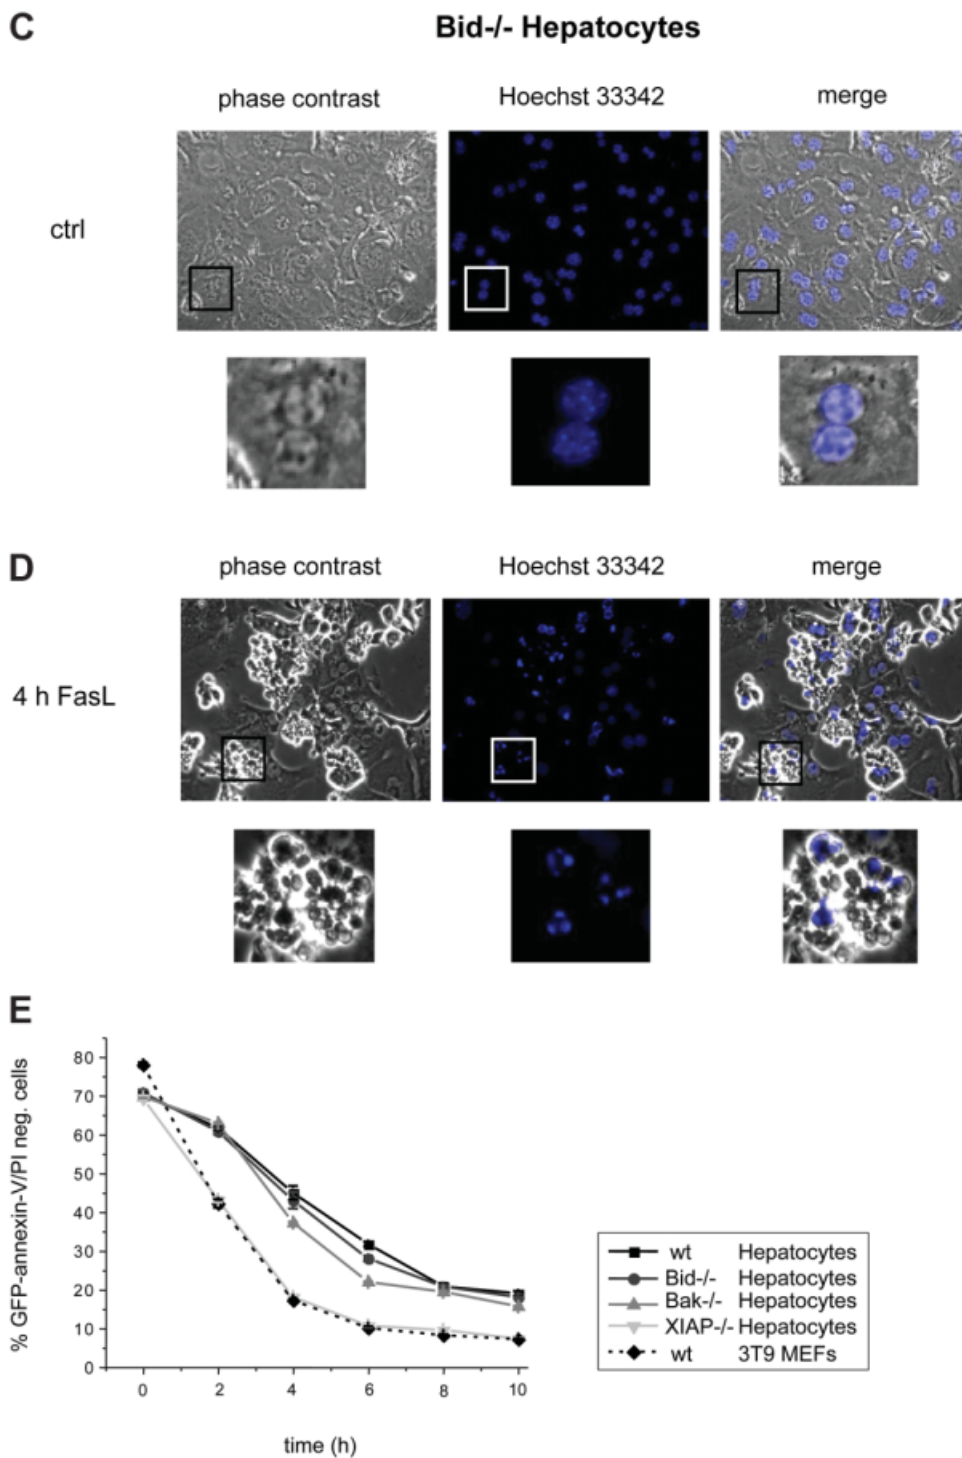 C
Bid-/- Hepatocytes
phase contrast Hoechst 33342 merge
ctrl
D
phase contrast Hoechst 33342 merge
4 h FasL
E
% GFP-annexin-V/PI neg. cells
80
70
60
50
40
30
20
10
0
0 2 4 6 8 10
time (h)
wt Hepatocytes
Bid-/- Hepatocytes
Bak-/- Hepatocytes
XIAP-/- Hepatocytes
wt 3T9 MEFs